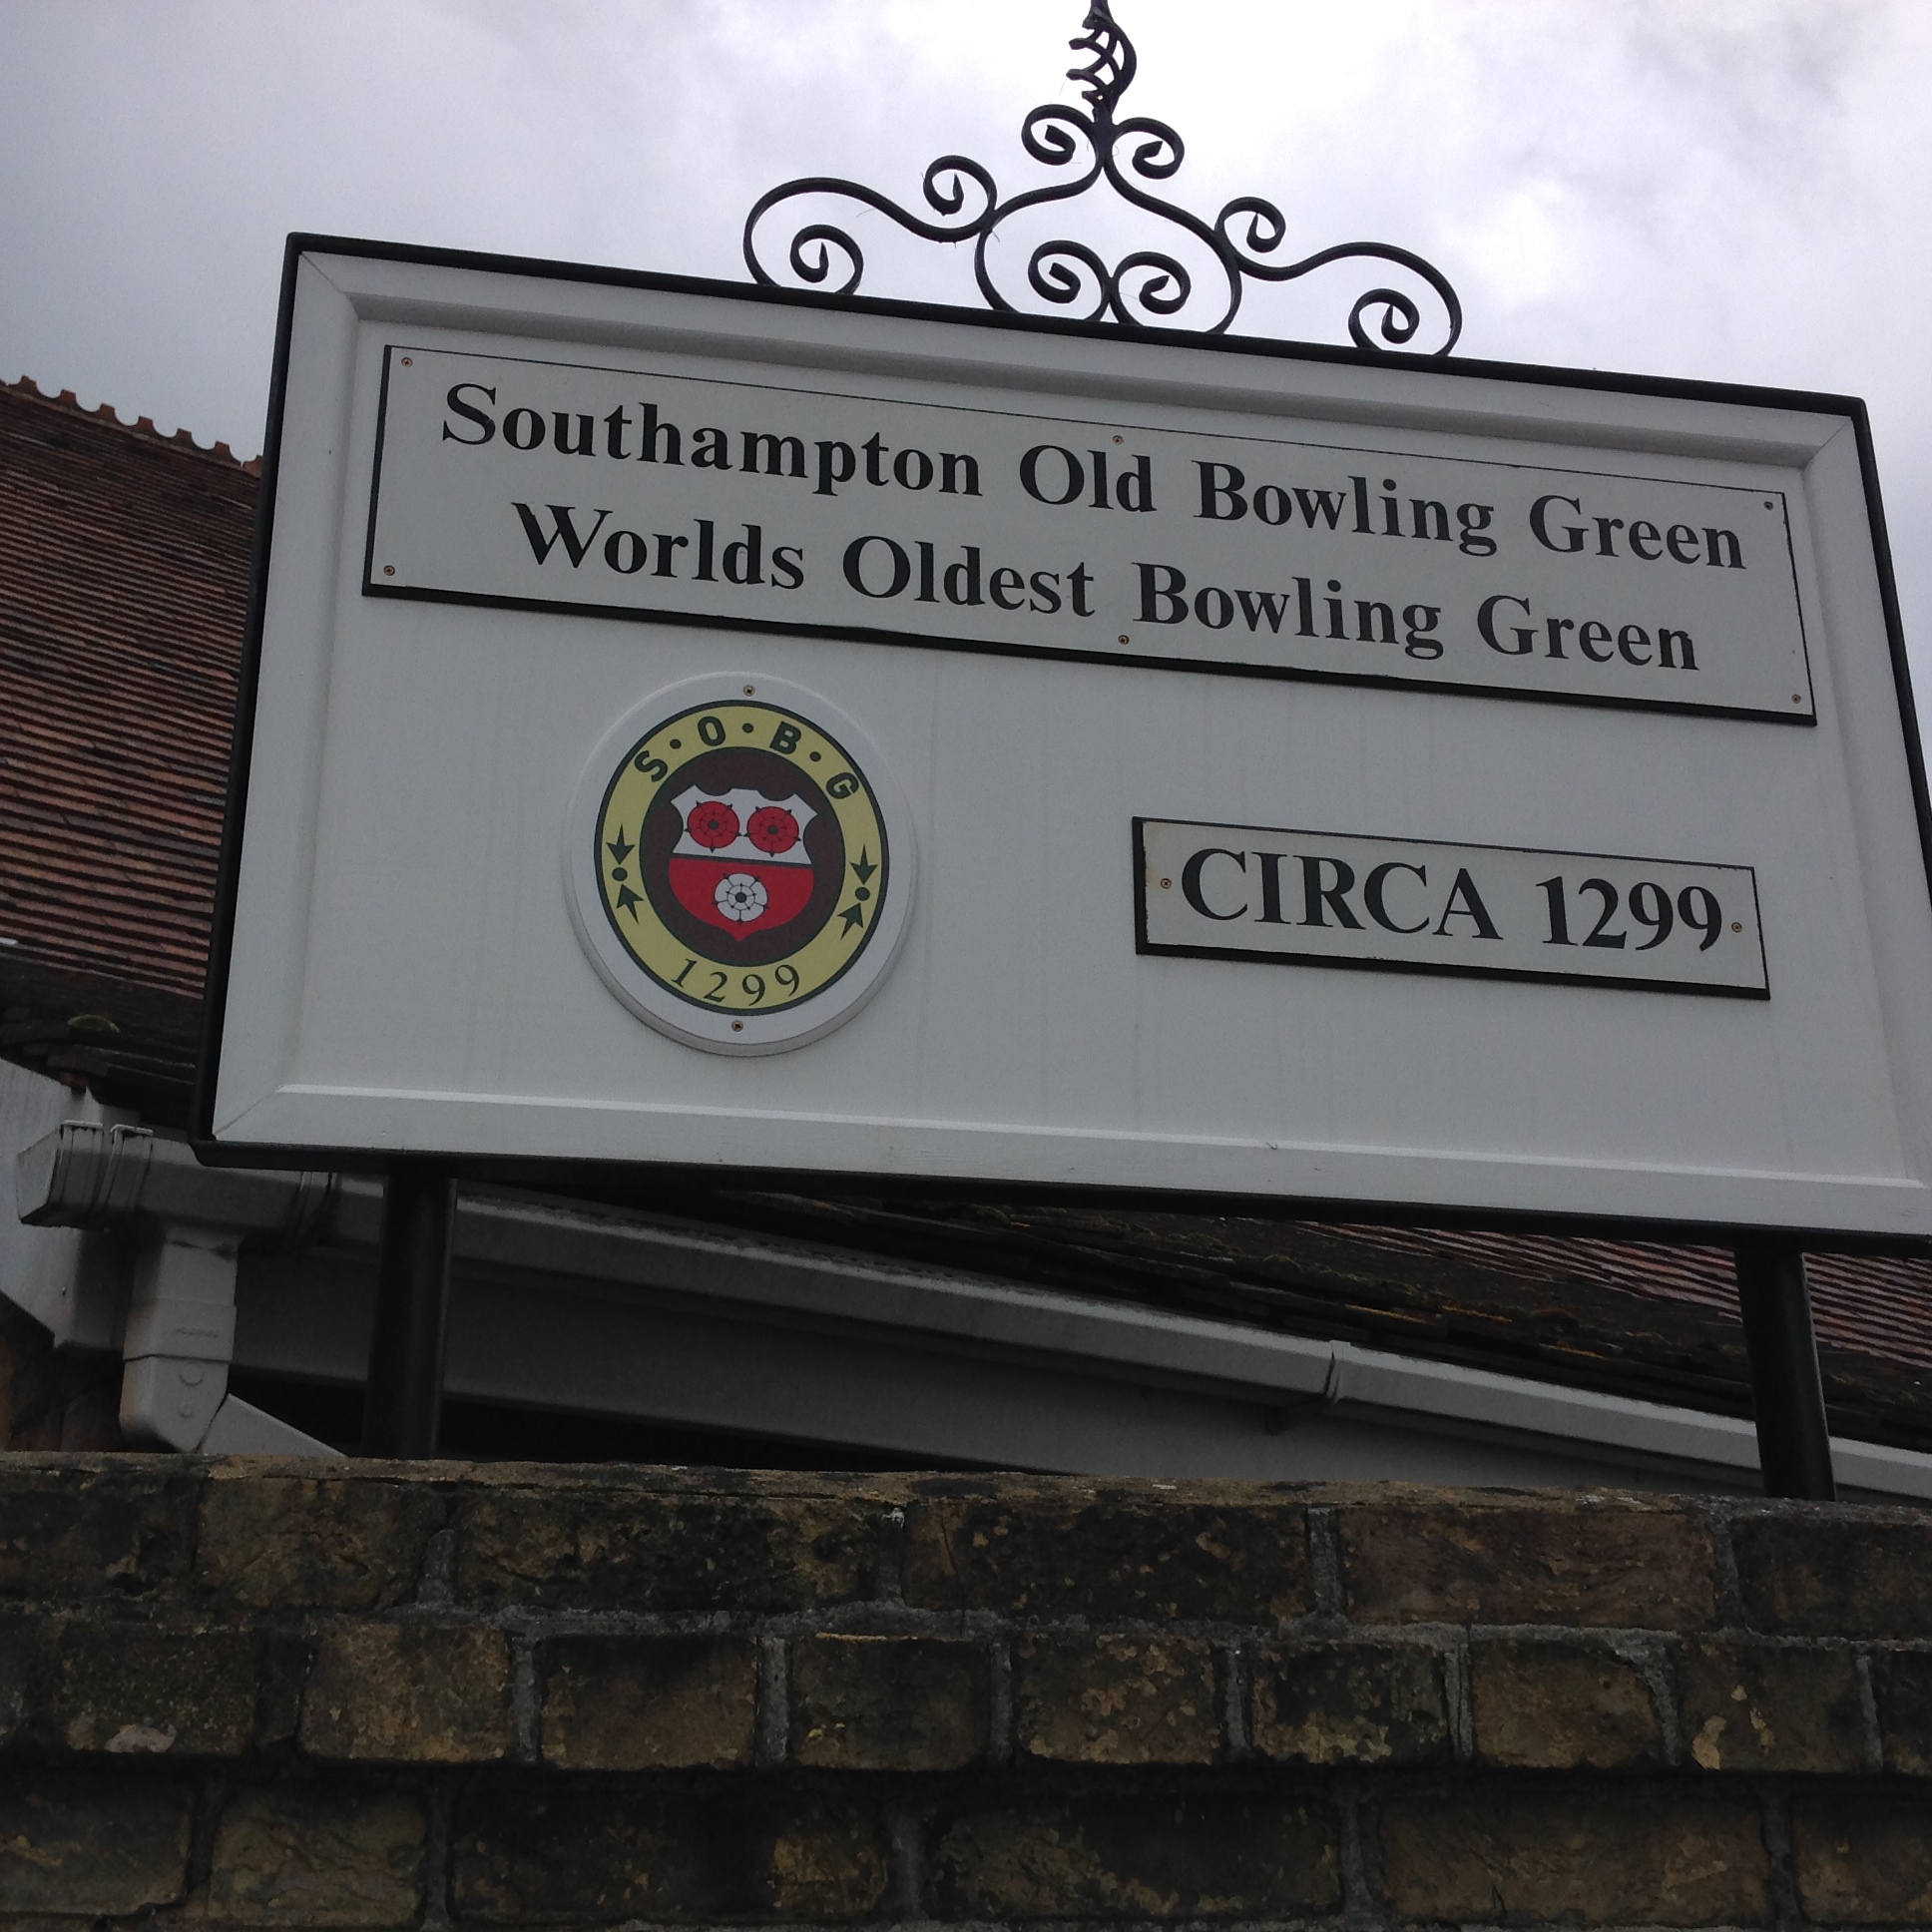 Southampton Old Bowling Green
Worlds Oldest Bowling Green
S·O·B·G
1299
CIRCA 1299